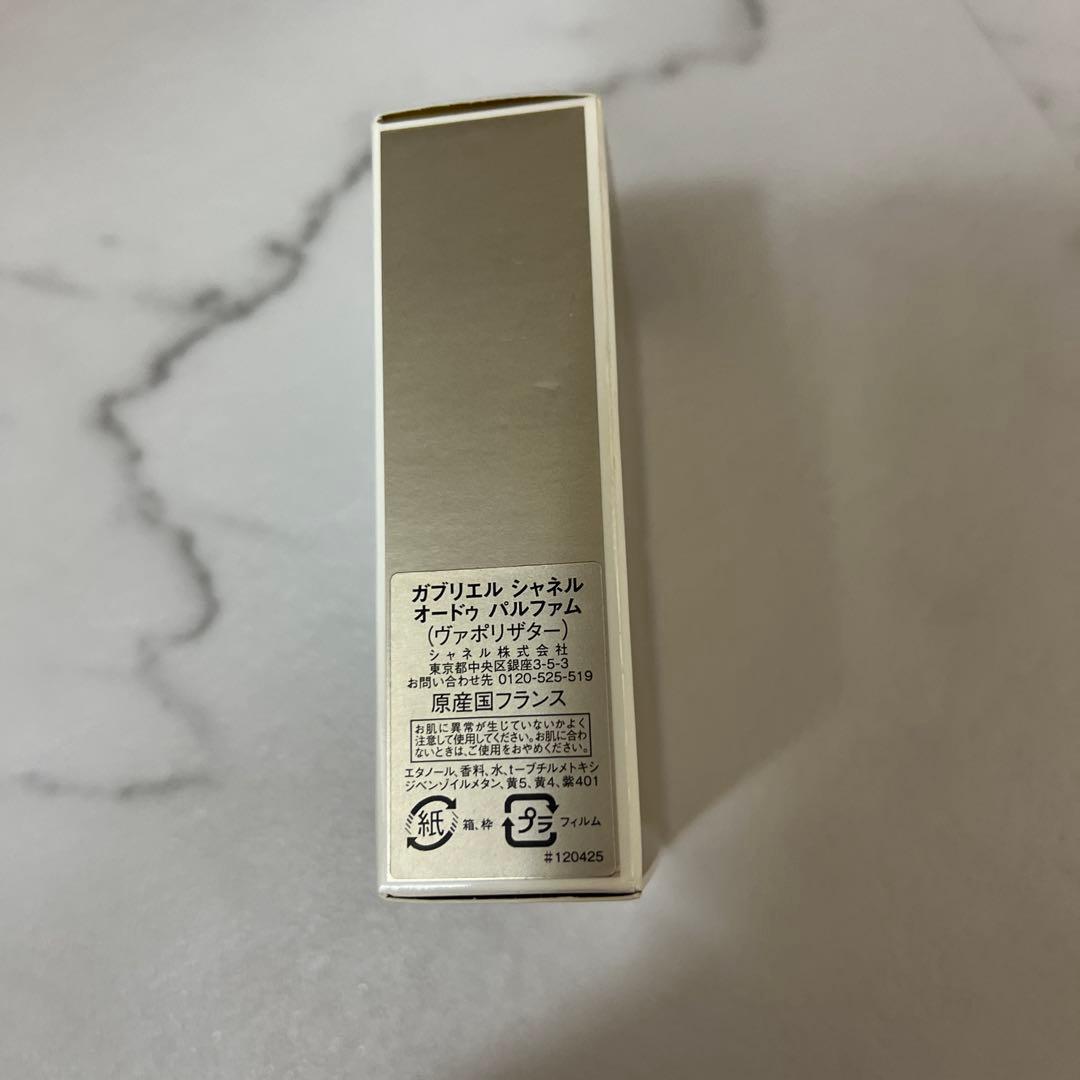 ガブリエル シャネル
オードゥ パルファム
(ヴァポリザター)
シャネル株式会社
東京都中央区銀座3-5-3
お問い合わせ先 0120-525-519
原産国フランス
お肌に異常が生じていないかよく
注意して使用してください。お肌に合わ
ないときは、ご使用をおやめください。
エタノール、香料、水、t-ブチルメトキシ
ジベンゾイルメタン、黄5、黄4、紫401
紙 箱、枠 プラ フィルム
#120425